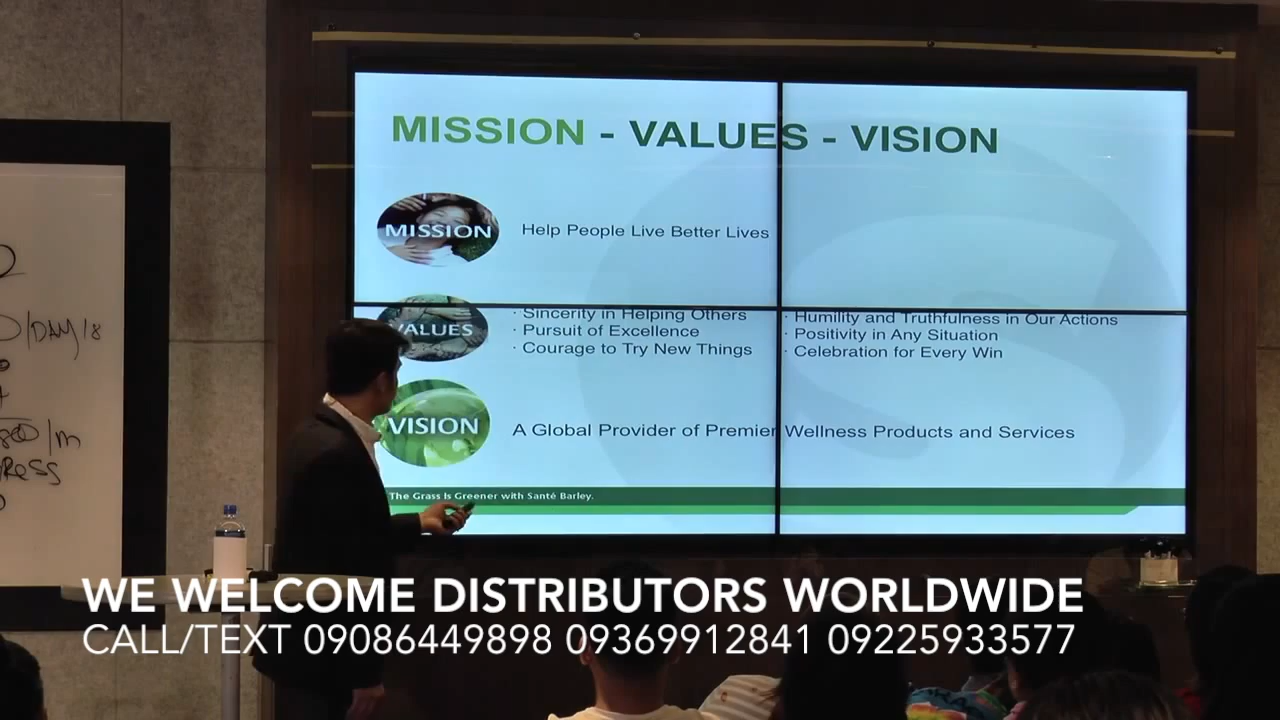 MISSION - VALUES - VISION
MISSION
Help People Live Better Lives
VALUES
· Sincerity in Helping Others
· Pursuit of Excellence
· Courage to Try New Things
· Humility and Truthfulness in Our Actions
· Positivity in Any Situation
· Celebration for Every Win
VISION
A Global Provider of Premier Wellness Products and Services
The Grass Is Greener with Santé Barley.
/DAY/8
/m
WE WELCOME DISTRIBUTORS WORLDWIDE
CALL/TEXT 09086449898 09369912841 09225933577